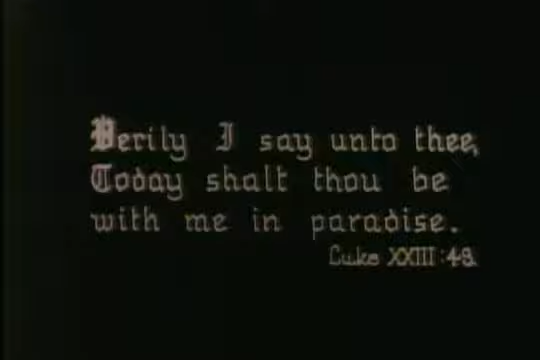 Verily I say unto thee,
Today shalt thou be
with me in paradise.
Luke XXIII:43.